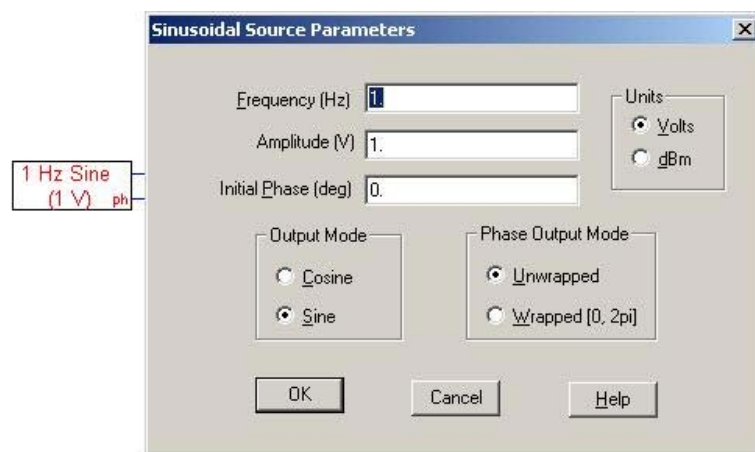 Sinusoidal Source Parameters
Frequency (Hz)
1.
Amplitude (V)
1.
Initial Phase (deg)
0.
Units
Volts
dBm
1 Hz Sine
(1 V)
ph
Output Mode
Cosine
Sine
Phase Output Mode
Unwrapped
Wrapped [0, 2pi]
OK
Cancel
Help